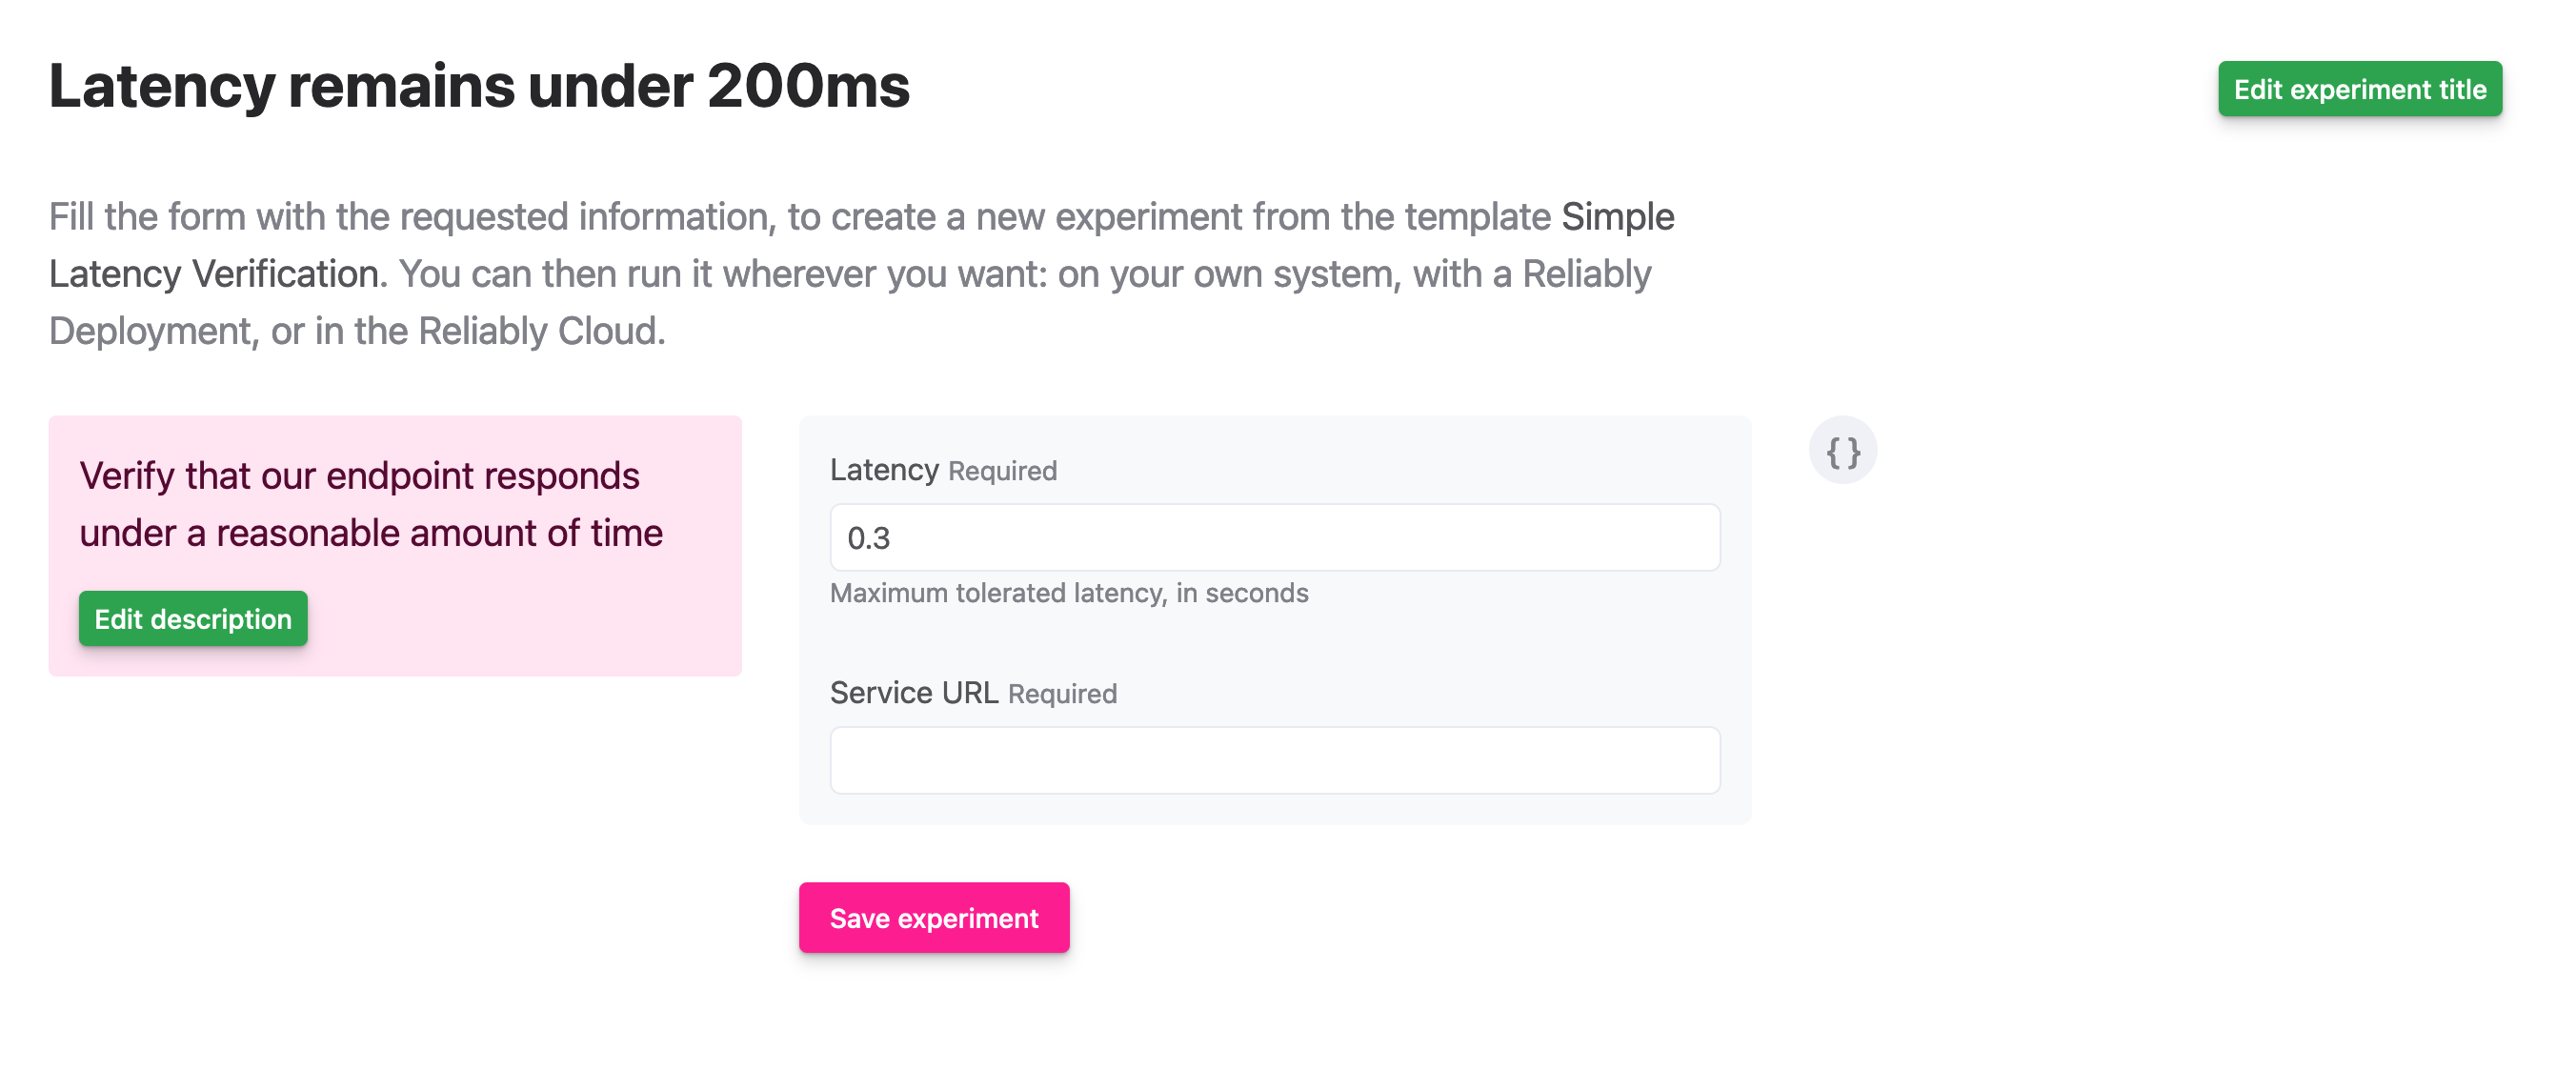 Latency remains under 200ms
Edit experiment title
Fill the form with the requested information, to create a new experiment from the template Simple
Latency Verification. You can then run it wherever you want: on your own system, with a Reliably
Deployment, or in the Reliably Cloud.
Verify that our endpoint responds
under a reasonable amount of time
Edit description
Latency Required
0.3
Maximum tolerated latency, in seconds
Service URL Required
{ }
Save experiment